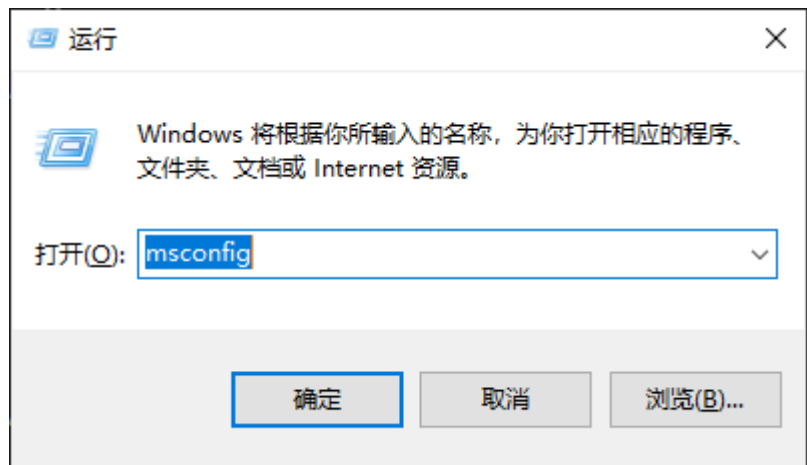 运行
Windows 将根据你所输入的名称，为你打开相应的程序、
文件夹、文档或 Internet 资源。
打开(O): msconfig
确定 取消 浏览(B)...